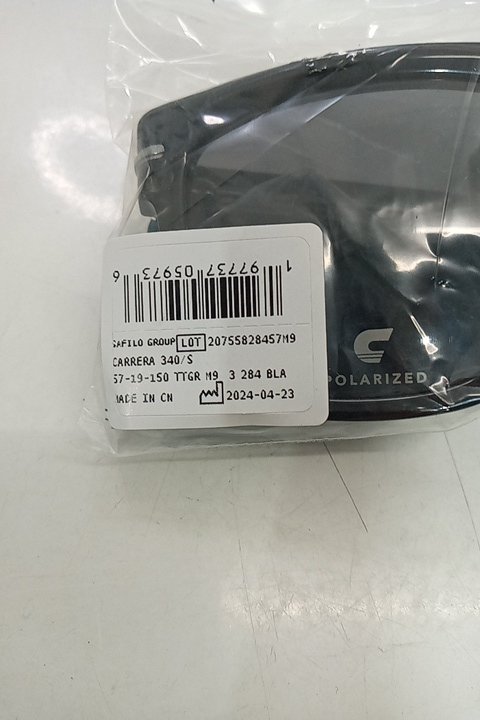 1 97737 05973 6
SAFILO GROUP LOT 20755828457M9
CARRERA 340/S
57-19-150 TTGR M9 3 284 BLA
MADE IN CN 2024-04-23
POLARIZED